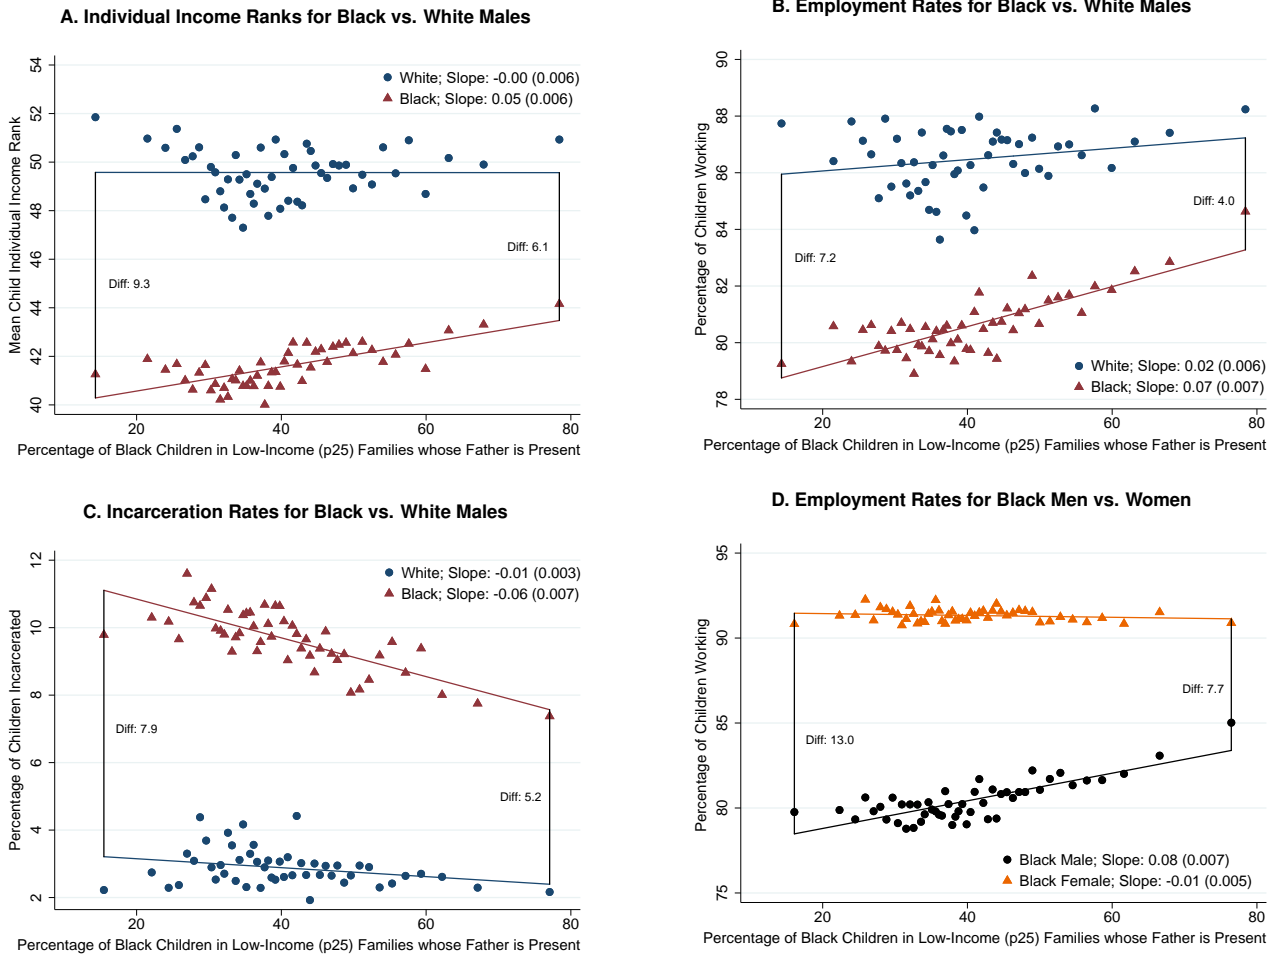 A. Individual Income Ranks for Black vs. White Males
54
52
50
48
46
44
42
40
Mean Child Individual Income Rank
White; Slope: -0.00 (0.006)
Black; Slope: 0.05 (0.006)
Diff: 9.3
Diff: 6.1
20 40 60 80
Percentage of Black Children in Low-Income (p25) Families whose Father is Present
B. Employment Rates for Black vs. White Males
90
88
86
84
82
80
78
Percentage of Children Working
Diff: 7.2
Diff: 4.0
White; Slope: 0.02 (0.006)
Black; Slope: 0.07 (0.007)
20 40 60 80
Percentage of Black Children in Low-Income (p25) Families whose Father is Present
C. Incarceration Rates for Black vs. White Males
12
10
8
6
4
2
Percentage of Children Incarcerated
White; Slope: -0.01 (0.003)
Black; Slope: -0.06 (0.007)
Diff: 7.9
Diff: 5.2
20 40 60 80
Percentage of Black Children in Low-Income (p25) Families whose Father is Present
D. Employment Rates for Black Men vs. Women
95
90
85
80
75
Percentage of Children Working
Diff: 13.0
Diff: 7.7
Black Male; Slope: 0.08 (0.007)
Black Female; Slope: -0.01 (0.005)
20 40 60 80
Percentage of Black Children in Low-Income (p25) Families whose Father is Present